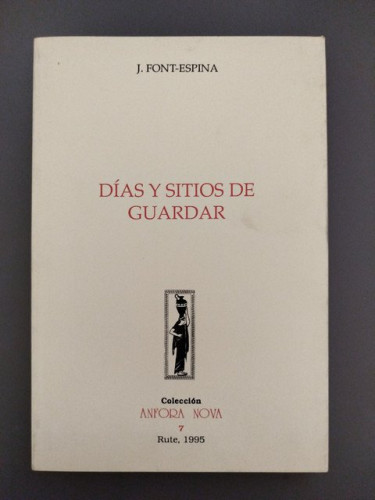 J. FONT-ESPINA
DÍAS Y SITIOS DE
GUARDAR
Colección
ANFORA NOVA
7
Rute, 1995